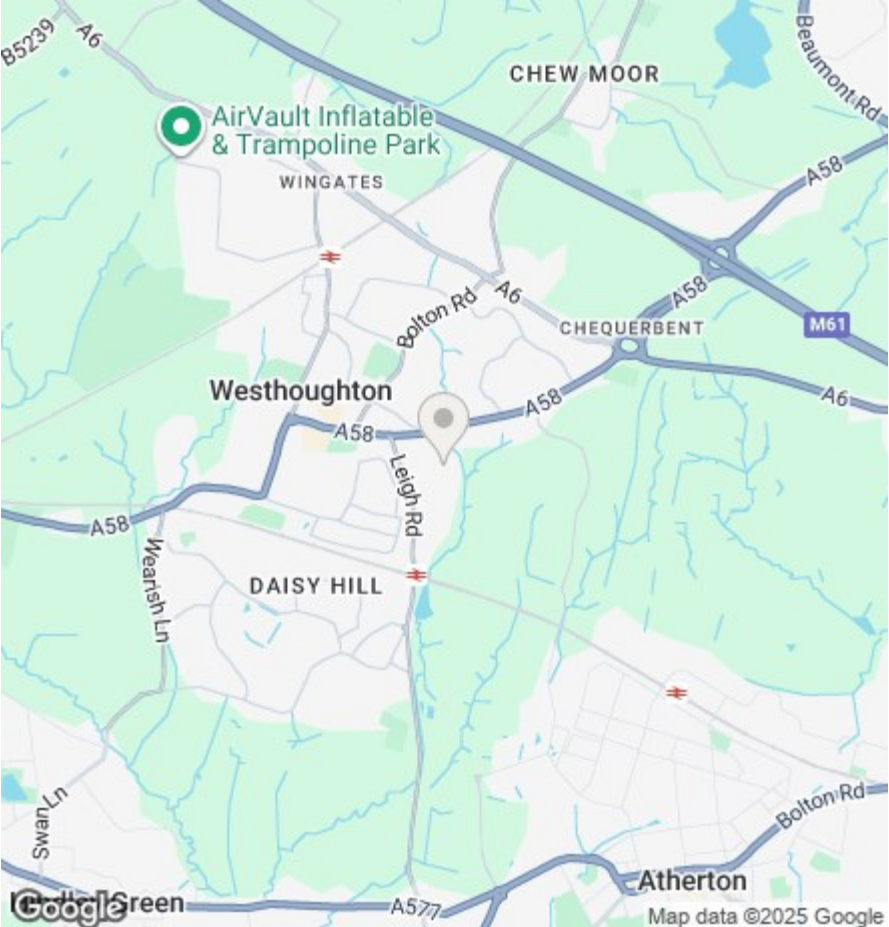 B5239
A6
Beaumont Rd
CHEW MOOR
AirVault Inflatable
& Trampoline Park
A58
WINGATES
A58
A6
Bolton Rd
CHEQUERBENT
M61
Westhoughton
A58
A6
A58
Leigh Rd
A58
Wearish Ln
DAISY HILL
Swan Ln
Bolton Rd
Atherton
Green
Google
A577
Map data ©2025 Google